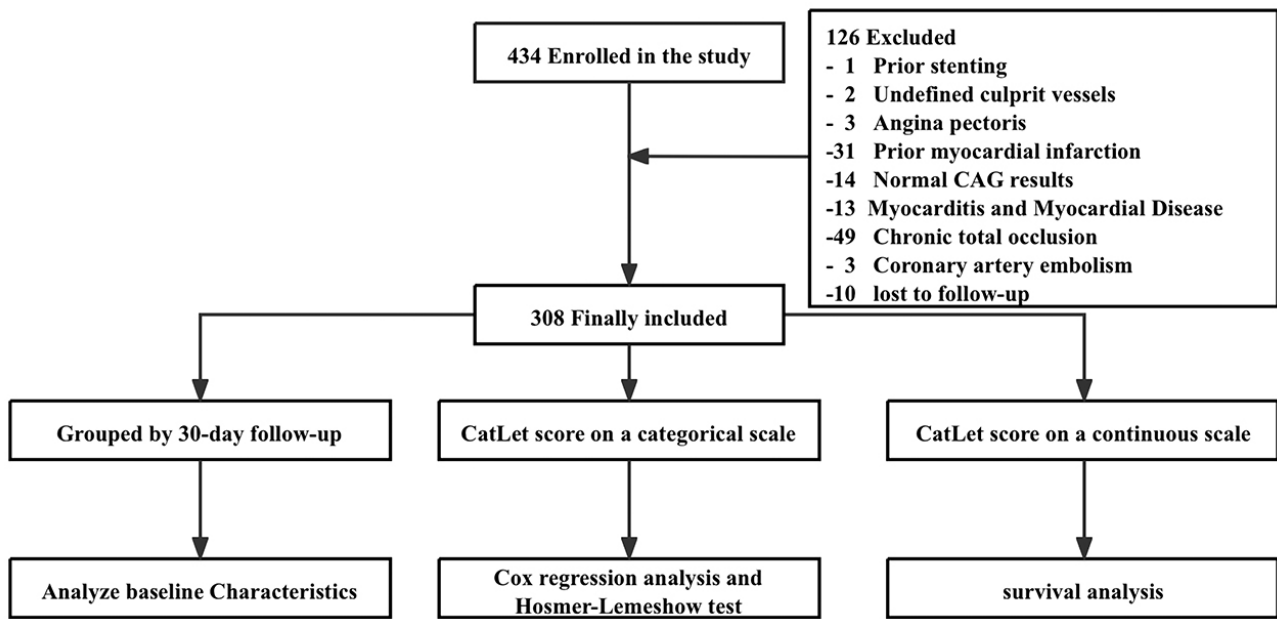 434 Enrolled in the study
126 Excluded
- 1 Prior stenting
- 2 Undefined culprit vessels
- 3 Angina pectoris
-31 Prior myocardial infarction
-14 Normal CAG results
-13 Myocarditis and Myocardial Disease
-49 Chronic total occlusion
- 3 Coronary artery embolism
-10 lost to follow-up
308 Finally included
Grouped by 30-day follow-up
CatLet score on a categorical scale
CatLet score on a continuous scale
Analyze baseline Characteristics
Cox regression analysis and
Hosmer-Lemeshow test
survival analysis